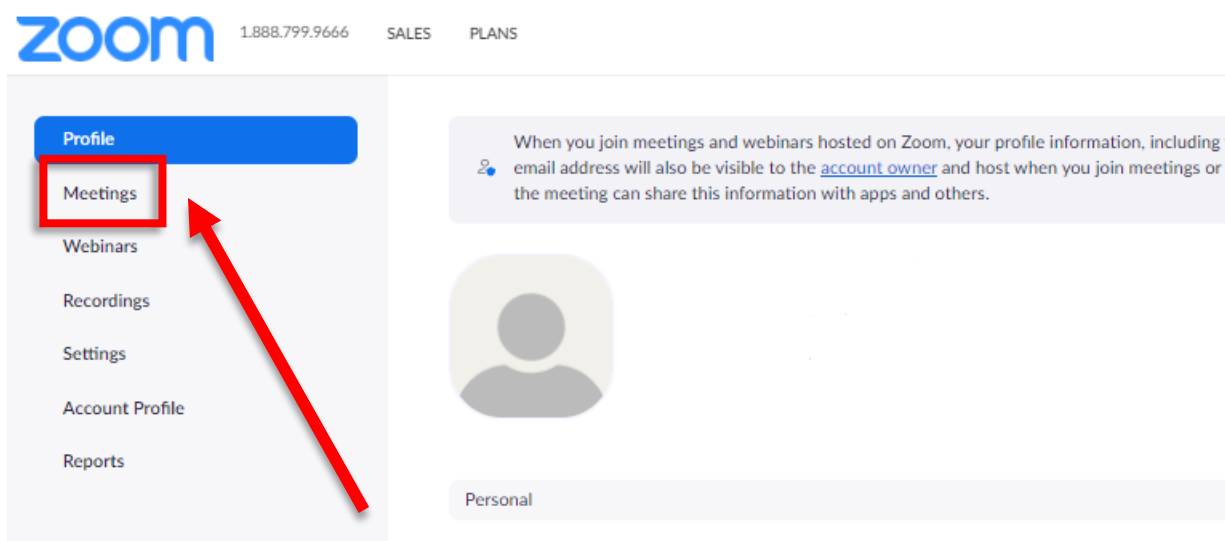 zoom 1.888.799.9666 SALES PLANS
Profile
Meetings
Webinars
Recordings
Settings
Account Profile
Reports
When you join meetings and webinars hosted on Zoom, your profile information, including
email address will also be visible to the account owner and host when you join meetings or
the meeting can share this information with apps and others.
Personal